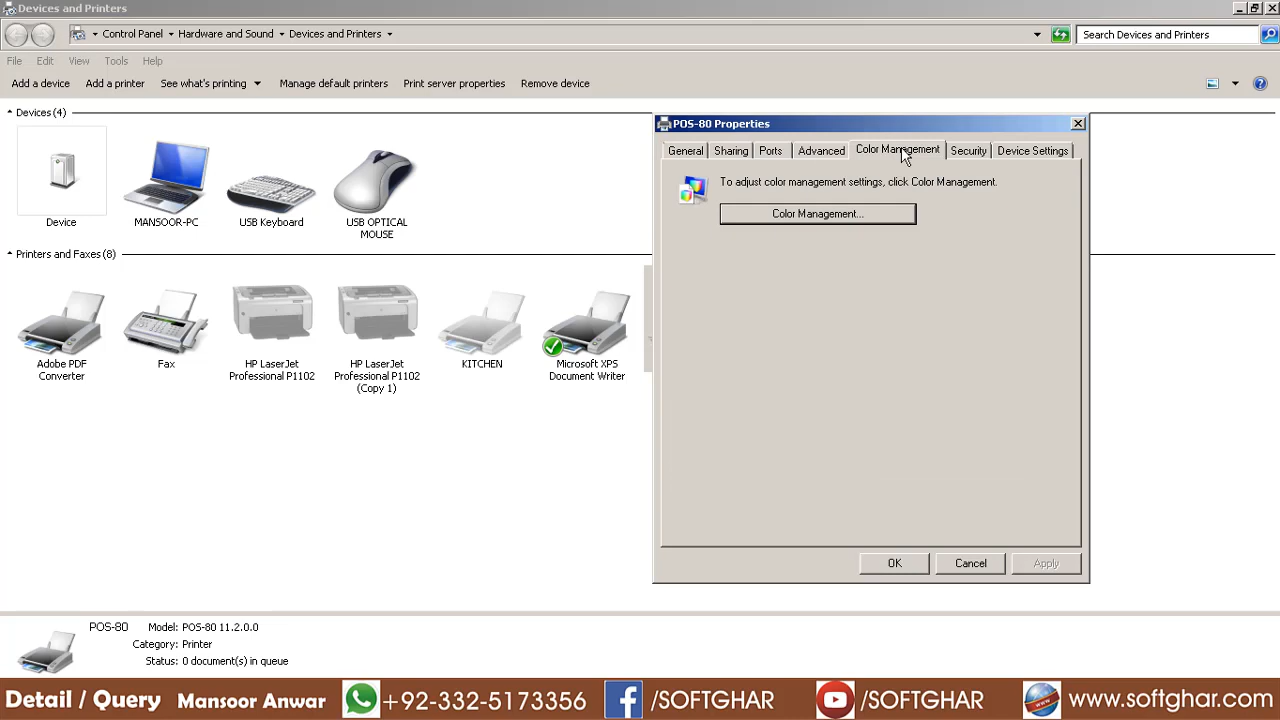 Devices and Printers
Control Panel
Hardware and Sound
Devices and Printers
Search Devices and Printers
File Edit View Tools Help
Add a device Add a printer See what's printing Manage default printers Print server properties Remove device
Devices (4)
Device
MANSOOR-PC
USB Keyboard
USB OPTICAL
MOUSE
Printers and Faxes (8)
Adobe PDF
Converter
Fax
HP LaserJet
Professional P1102
HP LaserJet
Professional P1102
(Copy 1)
KITCHEN
Microsoft XPS
Document Writer
POS-80 Properties
General Sharing Ports Advanced Color Management Security Device Settings
To adjust color management settings, click Color Management.
Color Management...
OK Cancel Apply
POS-80 Model: POS-80 11.2.0.0
Category: Printer
Status: 0 document(s) in queue
Detail / Query Mansoor Anwar +92-332-5173356 /SOFTGHAR /SOFTGHAR www.softghar.com